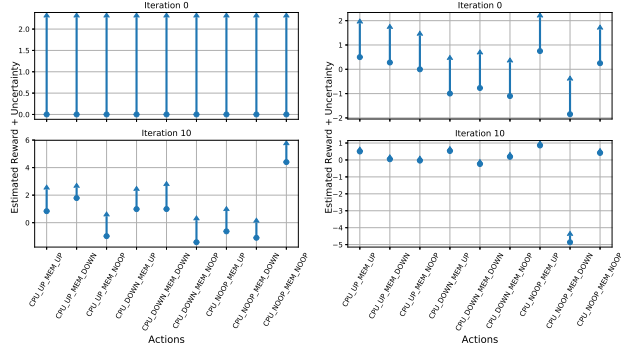 Iteration 0
2.0
1.5
1.0
0.5
0.0
Iteration 10
6
4
2
0
Estimated Reward + Uncertainty
CPU_UP_MEM_UP
CPU_UP_MEM_DOWN
CPU_UP_MEM_NOOP
CPU_DOWN_MEM_UP
CPU_DOWN_MEM_DOWN
CPU_DOWN_MEM_NOOP
CPU_NOOP_MEM_UP
CPU_NOOP_MEM_DOWN
CPU_NOOP_MEM_NOOP
Actions
Iteration 0
2
1
0
−1
−2
Iteration 10
1
0
−1
−2
−3
−4
−5
Estimated Reward + Uncertainty
CPU_UP_MEM_UP
CPU_UP_MEM_DOWN
CPU_UP_MEM_NOOP
CPU_DOWN_MEM_UP
CPU_DOWN_MEM_DOWN
CPU_DOWN_MEM_NOOP
CPU_NOOP_MEM_UP
CPU_NOOP_MEM_DOWN
CPU_NOOP_MEM_NOOP
Actions